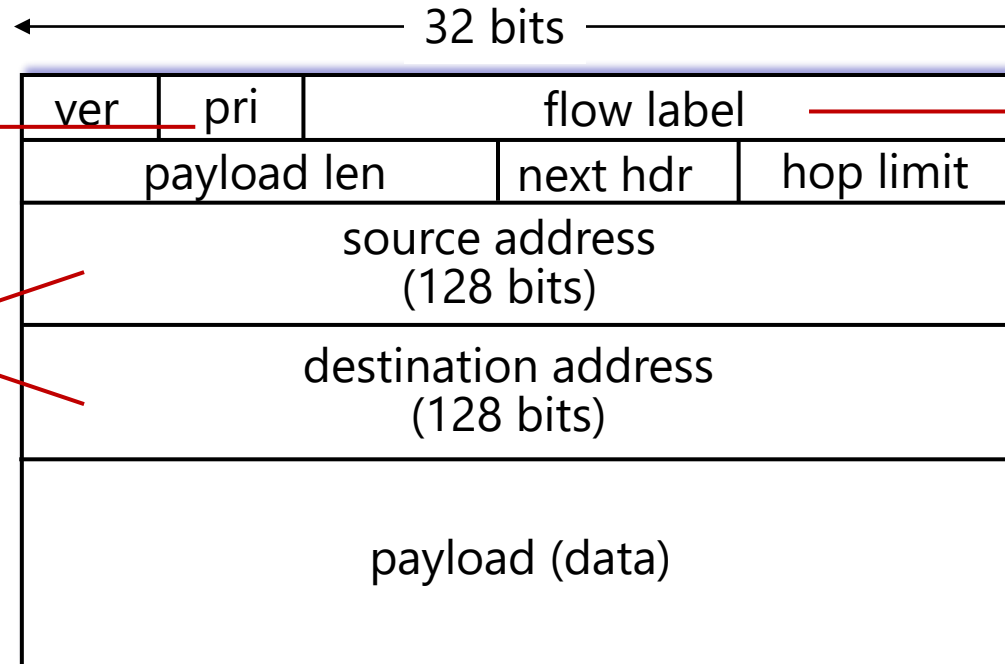 32 bits
ver pri flow label
payload len next hdr hop limit
source address
(128 bits)
destination address
(128 bits)
payload (data)